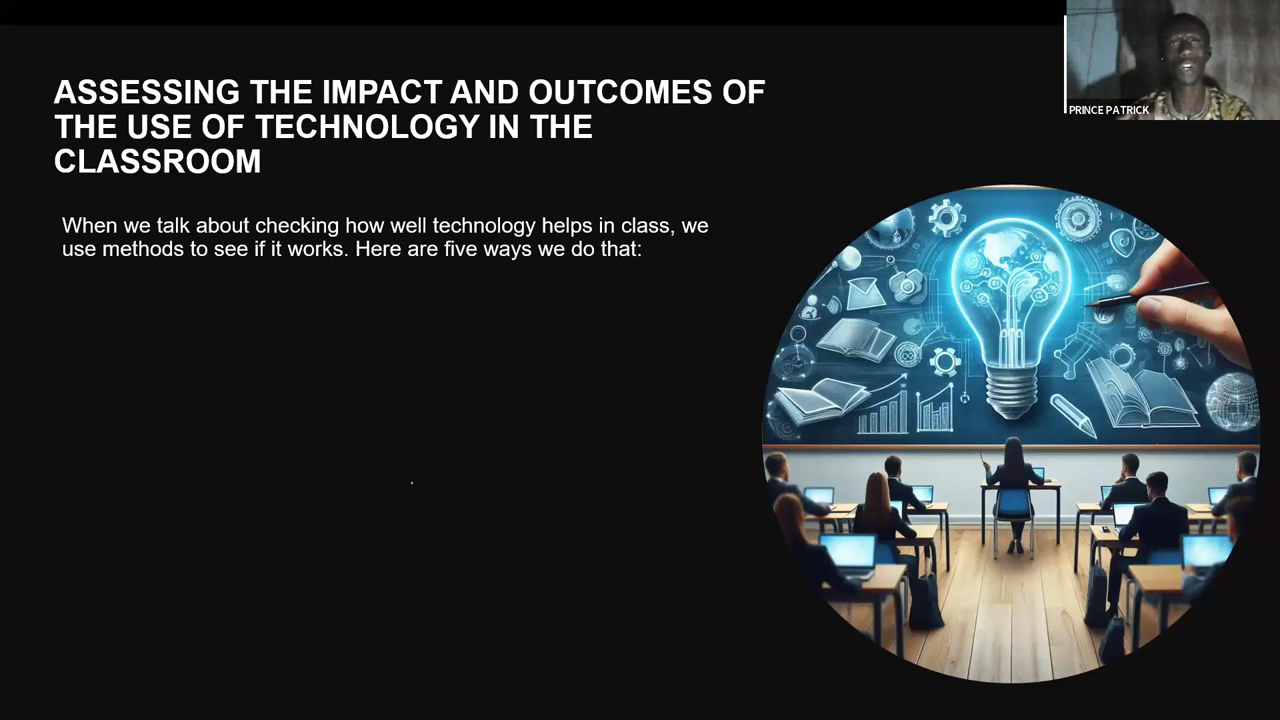 ASSESSING THE IMPACT AND OUTCOMES OF
THE USE OF TECHNOLOGY IN THE
CLASSROOM
When we talk about checking how well technology helps in class, we
use methods to see if it works. Here are five ways we do that:
PRINCE PATRICK